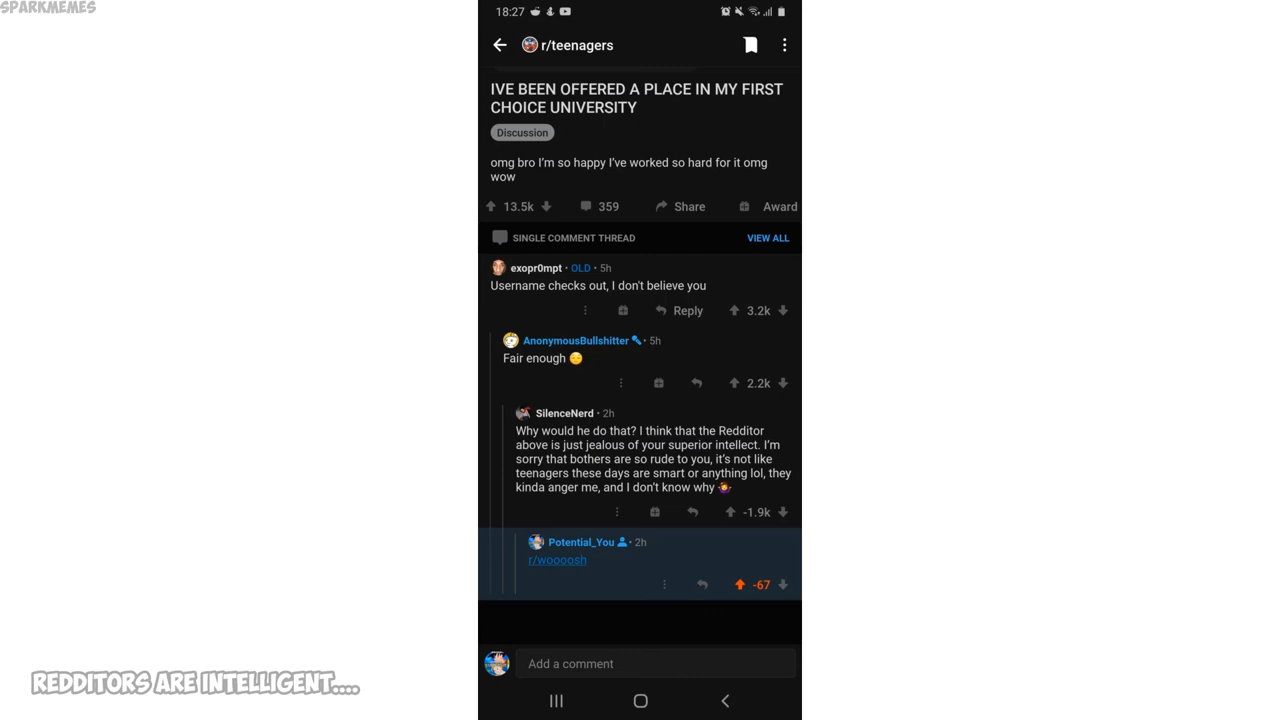 SPARKMEMES
18:27
r/teenagers
IVE BEEN OFFERED A PLACE IN MY FIRST
CHOICE UNIVERSITY
Discussion
omg bro I'm so happy I've worked so hard for it omg
wow
13.5k 359 Share Award
SINGLE COMMENT THREAD VIEW ALL
exopr0mpt • OLD • 5h
Username checks out, I don't believe you
Reply 3.2k
AnonymousBullshitter • 5h
Fair enough 😔
2.2k
SilenceNerd • 2h
Why would he do that? I think that the Redditor
above is just jealous of your superior intellect. I'm
sorry that bothers are so rude to you, it's not like
teenagers these days are smart or anything lol, they
kinda anger me, and I don't know why 🤷
-1.9k
Potential_You • 2h
r/woooosh
-67
Add a comment
REDDITORS ARE INTELLIGENT....